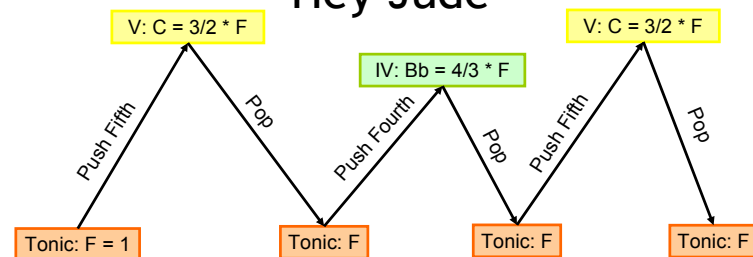 Hey Jude
V: C = 3/2 * F
V: C = 3/2 * F
IV: Bb = 4/3 * F
Push Fifth
Pop
Push Fourth
Pop
Push Fifth
Pop
Tonic: F = 1
Tonic: F
Tonic: F
Tonic: F